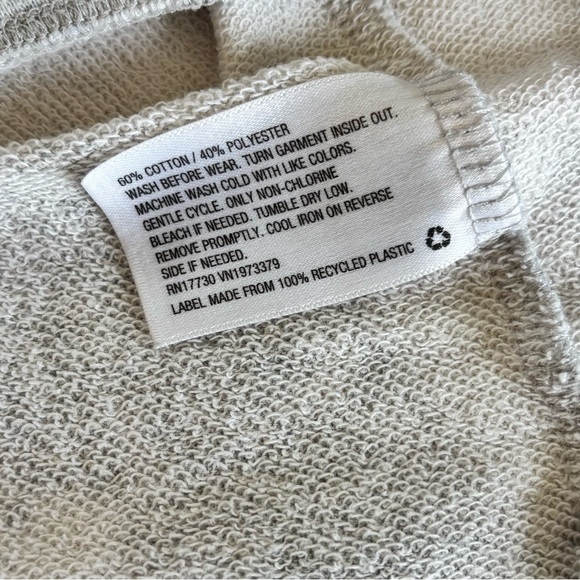 60% COTTON / 40% POLYESTER
WASH BEFORE WEAR. TURN GARMENT INSIDE OUT.
MACHINE WASH COLD WITH LIKE COLORS.
GENTLE CYCLE. ONLY NON-CHLORINE
BLEACH IF NEEDED. TUMBLE DRY LOW.
REMOVE PROMPTLY. COOL IRON ON REVERSE
SIDE IF NEEDED.
RN17730 VN1973379
LABEL MADE FROM 100% RECYCLED PLASTIC